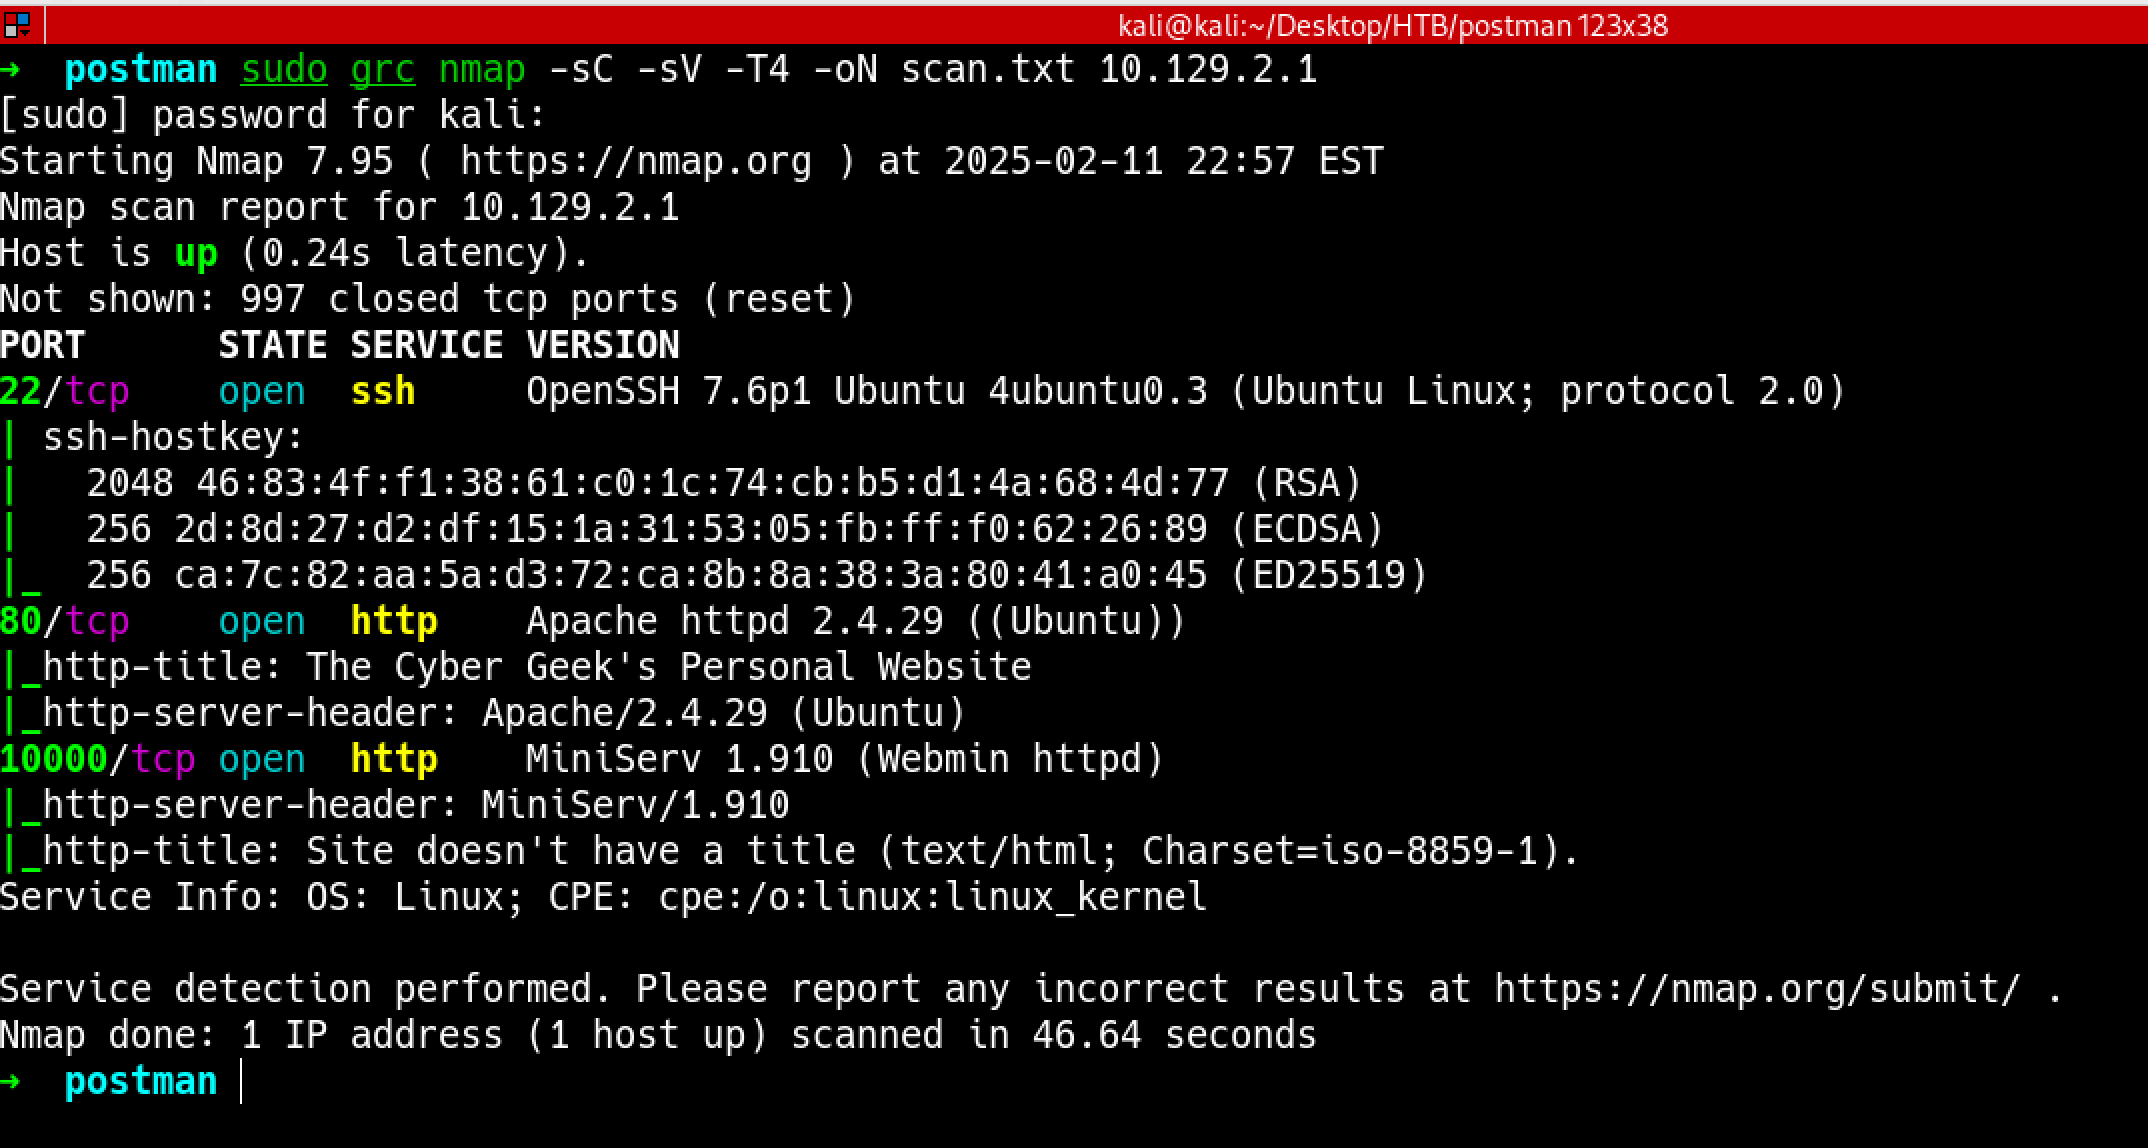 kali@kali:~/Desktop/HTB/postman 123x38
→  postman sudo grc nmap -sC -sV -T4 -oN scan.txt 10.129.2.1
[sudo] password for kali:
Starting Nmap 7.95 ( https://nmap.org ) at 2025-02-11 22:57 EST
Nmap scan report for 10.129.2.1
Host is up (0.24s latency).
Not shown: 997 closed tcp ports (reset)
PORT      STATE SERVICE VERSION
22/tcp    open  ssh     OpenSSH 7.6p1 Ubuntu 4ubuntu0.3 (Ubuntu Linux; protocol 2.0)
| ssh-hostkey:
|   2048 46:83:4f:f1:38:61:c0:1c:74:cb:b5:d1:4a:68:4d:77 (RSA)
|   256 2d:8d:27:d2:df:15:1a:31:53:05:fb:ff:f0:62:26:89 (ECDSA)
|_  256 ca:7c:82:aa:5a:d3:72:ca:8b:8a:38:3a:80:41:a0:45 (ED25519)
80/tcp    open  http    Apache httpd 2.4.29 ((Ubuntu))
|_http-title: The Cyber Geek's Personal Website
|_http-server-header: Apache/2.4.29 (Ubuntu)
10000/tcp open  http    MiniServ 1.910 (Webmin httpd)
|_http-server-header: MiniServ/1.910
|_http-title: Site doesn't have a title (text/html; Charset=iso-8859-1).
Service Info: OS: Linux; CPE: cpe:/o:linux:linux_kernel
Service detection performed. Please report any incorrect results at https://nmap.org/submit/ .
Nmap done: 1 IP address (1 host up) scanned in 46.64 seconds
→  postman